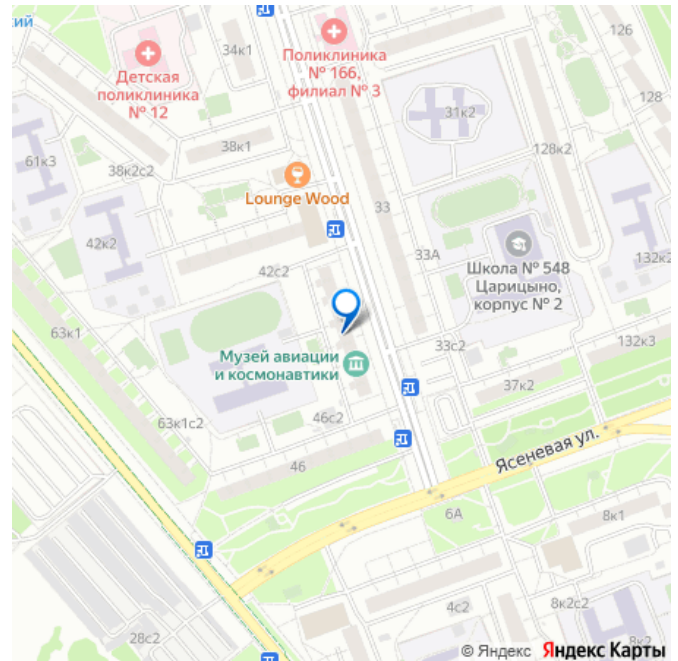 кий
34к1
Поликлиника
№ 166,
филиал № 3
126
Детская
поликлиника
№ 12
128
31к2
38к1
128к2
61к3
38к2с2
Lounge Wood
33
42к2
33А
132к2
Школа № 548
Царицыно,
корпус № 2
42с2
63к1
33с2
132к3
Музей авиации
и космонавтики
37к2
63к1с2
46с2
Ясеневая ул.
46
6А
8к1
4с2
8к2с2
28с2
8к2
© Яндекс Яндекс Карты